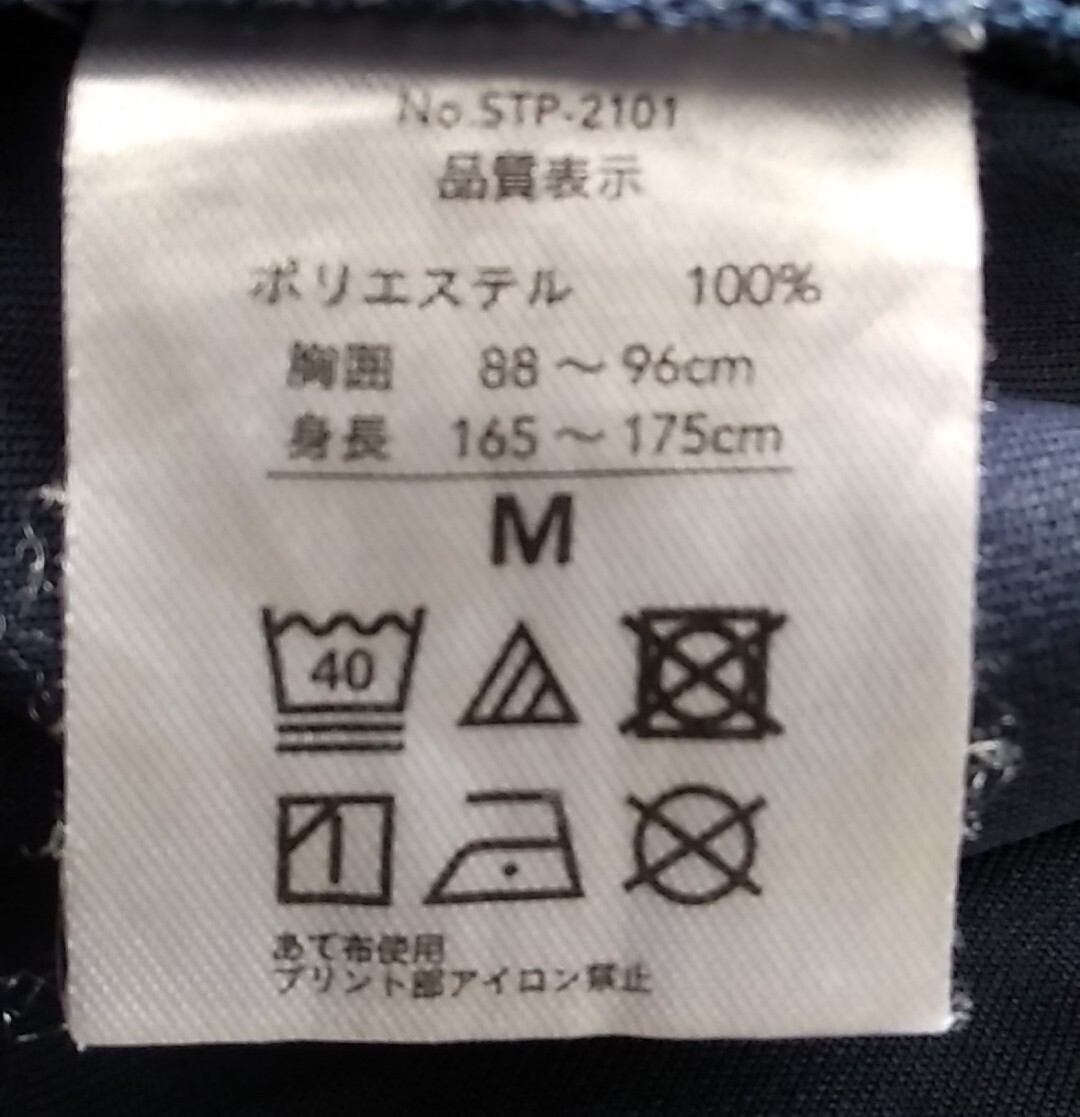 No.STP-2101
品質表示
ポリエステル 100%
胸囲 88～96cm
身長 165～175cm
M
40
あて布使用
プリント部アイロン禁止